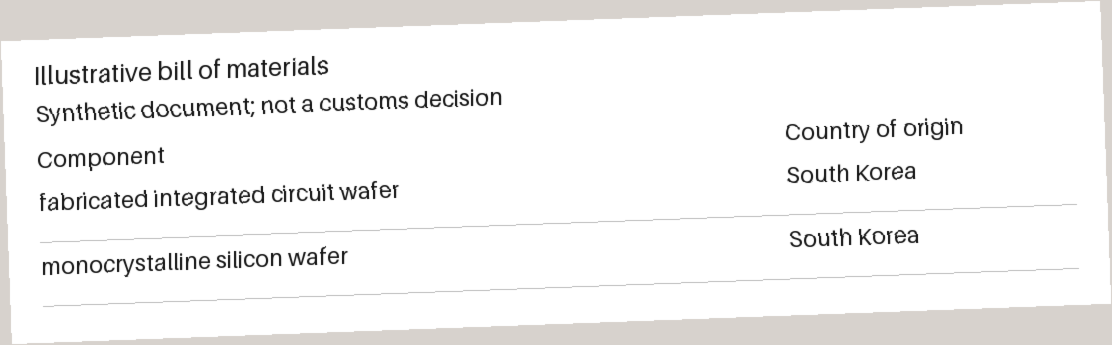 Illustrative bill of materials
Synthetic document; not a customs decision
Component Country of origin
fabricated integrated circuit wafer South Korea
monocrystalline silicon wafer South Korea